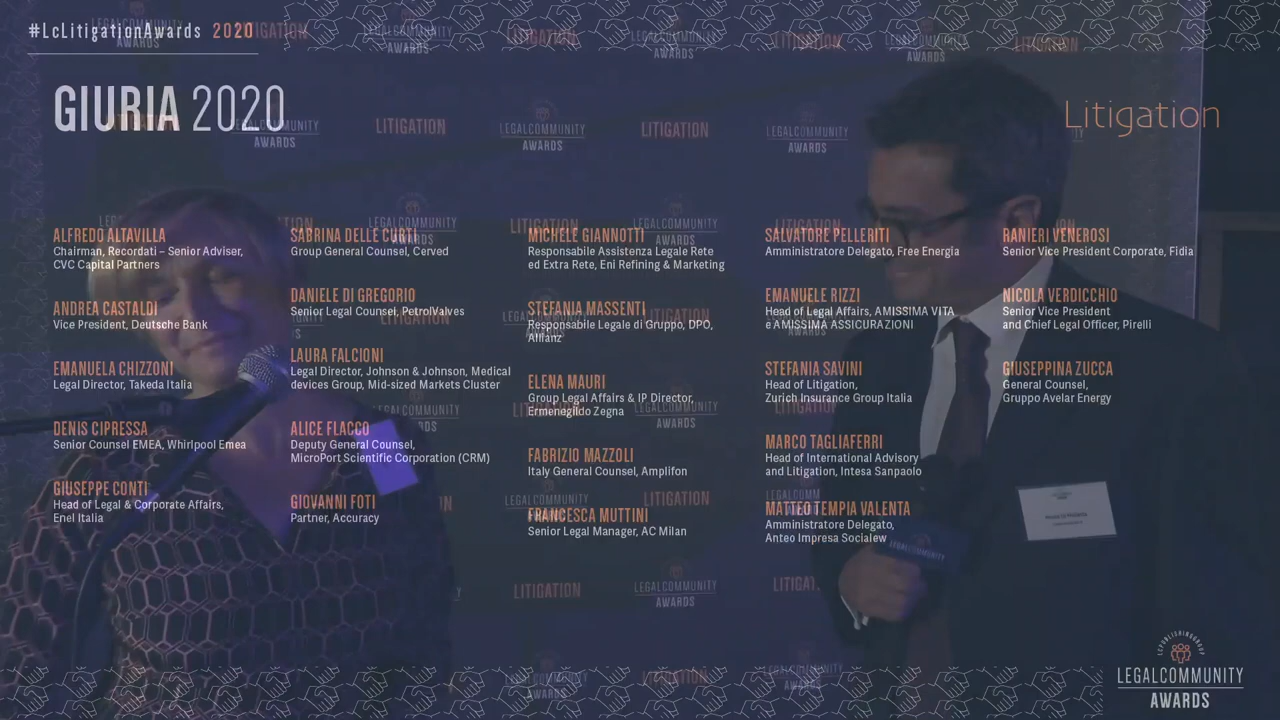 #LcLitigationAwards 2020
GIURIA 2020
Litigation
ALFREDO ALTAVILLA
Chairman, Recordati – Senior Adviser,
CVC Capital Partners
ANDREA CASTALDI
Vice President, Deutsche Bank
EMANUELA CHIZZONI
Legal Director, Takeda Italia
DENIS CIPRESSA
Senior Counsel EMEA, Whirlpool Emea
GIUSEPPE CONTI
Head of Legal & Corporate Affairs,
Enel Italia
SABRINA DELLE CURTI
Group General Counsel, Cerved
DANIELE DI GREGORIO
Senior Legal Counsel, PetrolValves
LAURA FALCIONI
Legal Director, Johnson & Johnson, Medical
devices Group, Mid-sized Markets Cluster
ALICE FLACCO
Deputy General Counsel,
MicroPort Scientific Corporation (CRM)
GIOVANNI FOTI
Partner, Accuracy
MICHELE GIANNOTTI
Responsabile Assistenza Legale Rete
ed Extra Rete, Eni Refining & Marketing
STEFANIA MASSENTI
Responsabile Legale di Gruppo, DPO,
Allianz
ELENA MAURI
Group Legal Affairs & IP Director,
Ermenegildo Zegna
FABRIZIO MAZZOLI
Italy General Counsel, Amplifon
FRANCESCA MUTTINI
Senior Legal Manager, AC Milan
SALVATORE PELLERITI
Amministratore Delegato, Free Energia
EMANUELE RIZZI
Head of Legal Affairs, AMISSIMA VITA
e AMISSIMA ASSICURAZIONI
STEFANIA SAVINI
Head of Litigation,
Zurich Insurance Group Italia
MARCO TAGLIAFERRI
Head of International Advisory
and Litigation, Intesa Sanpaolo
MATTEO TEMPIA VALENTA
Amministratore Delegato,
Anteo Impresa Socialew
RANIERI VENEROSI
Senior Vice President Corporate, Fidia
NICOLA VERDICCHIO
Senior Vice President
and Chief Legal Officer, Pirelli
GIUSEPPINA ZUCCA
General Counsel,
Gruppo Avelar Energy
LEGALCOMMUNITY
AWARDS